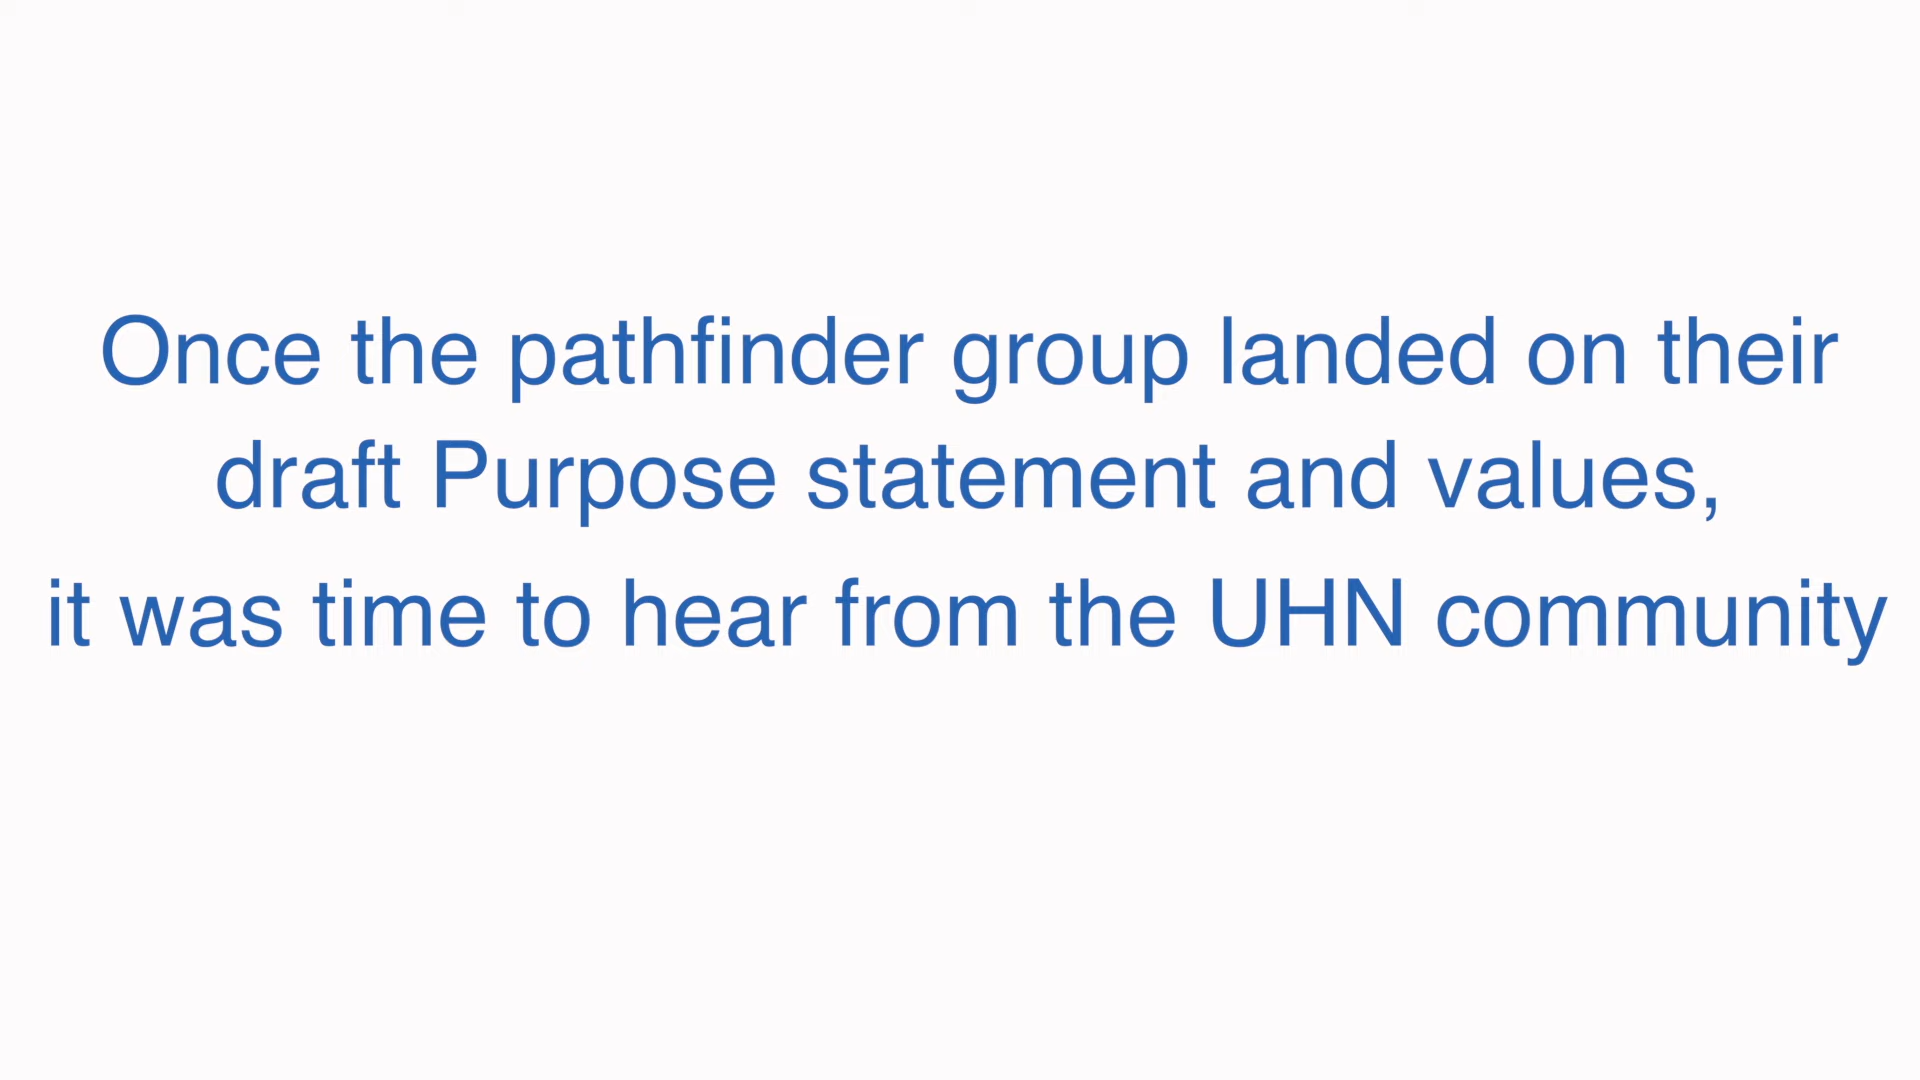 Once the pathfinder group landed on their
draft Purpose statement and values,
it was time to hear from the UHN community